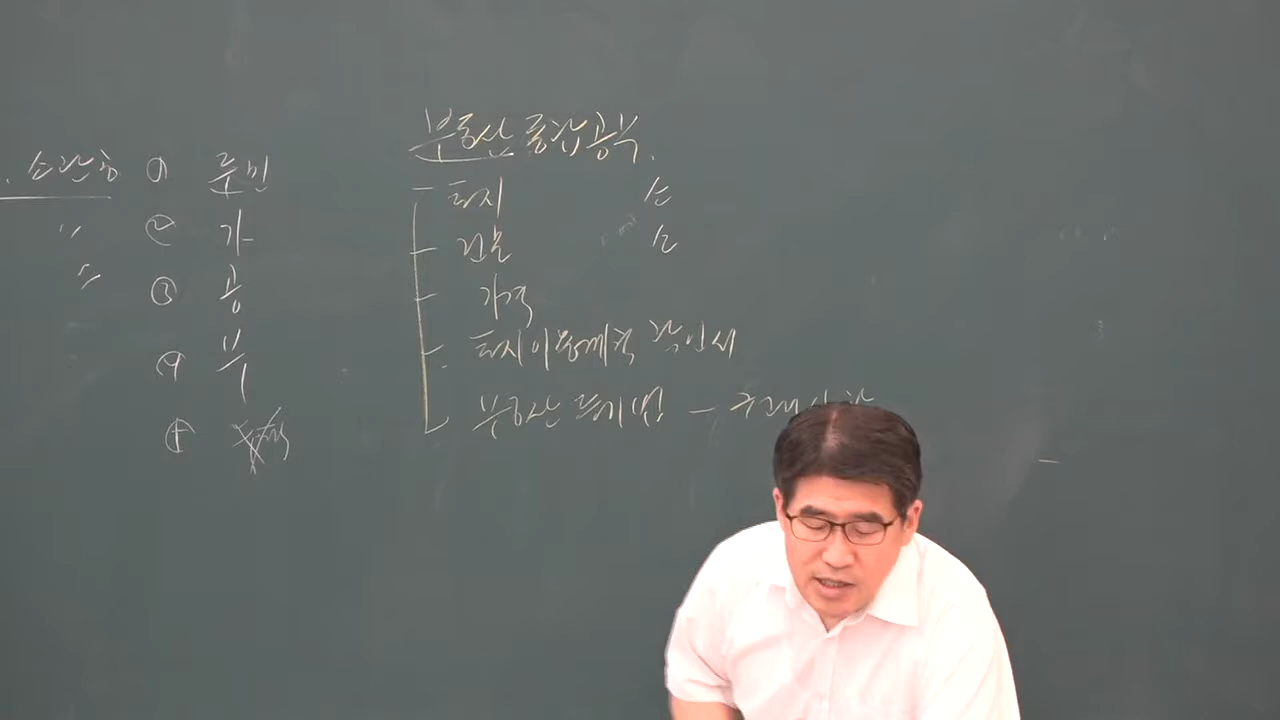 소관청 ① 주민
〃 ② 가
〃 ③ 공
④ 부
⑤
부동산 종합공부.
토지 소
건물 소
가격
토지이용계획 확인서
부동산 등기법 -